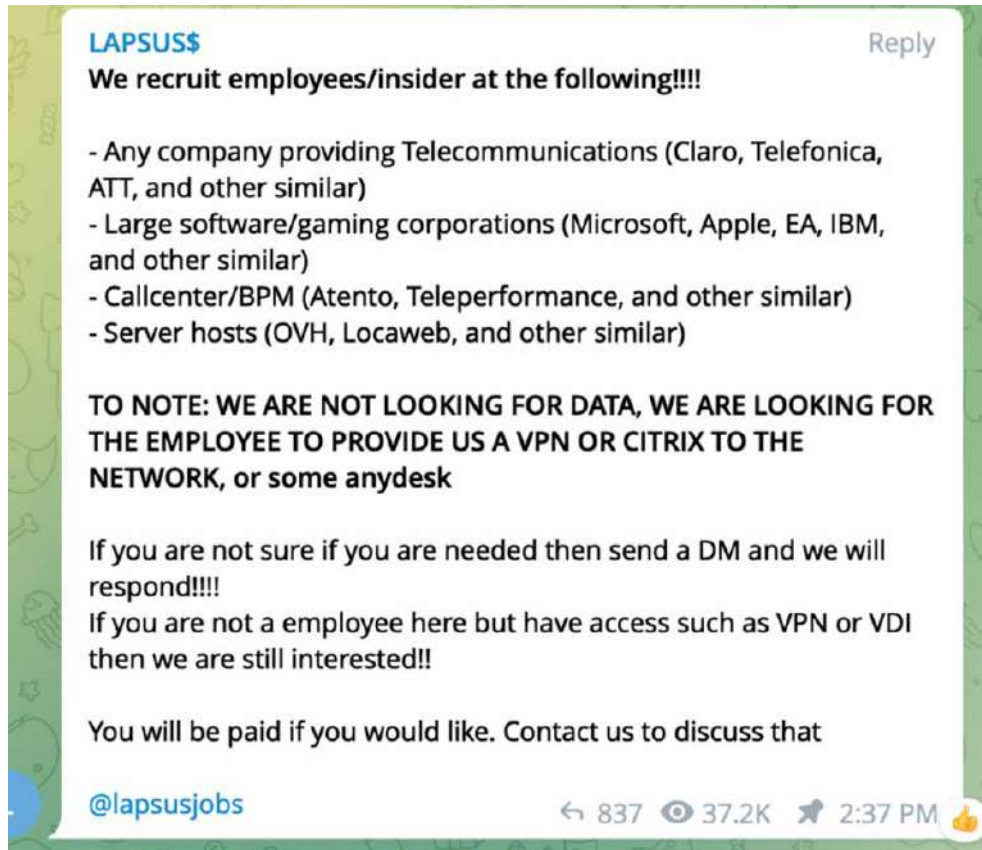 LAPSUS$ Reply
We recruit employees/insider at the following!!!!
- Any company providing Telecommunications (Claro, Telefonica,
ATT, and other similar)
- Large software/gaming corporations (Microsoft, Apple, EA, IBM,
and other similar)
- Callcenter/BPM (Atento, Teleperformance, and other similar)
- Server hosts (OVH, Locaweb, and other similar)
TO NOTE: WE ARE NOT LOOKING FOR DATA, WE ARE LOOKING FOR
THE EMPLOYEE TO PROVIDE US A VPN OR CITRIX TO THE
NETWORK, or some anydesk
If you are not sure if you are needed then send a DM and we will
respond!!!!
If you are not a employee here but have access such as VPN or VDI
then we are still interested!!
You will be paid if you would like. Contact us to discuss that
@lapsusjobs 837 37.2K 2:37 PM